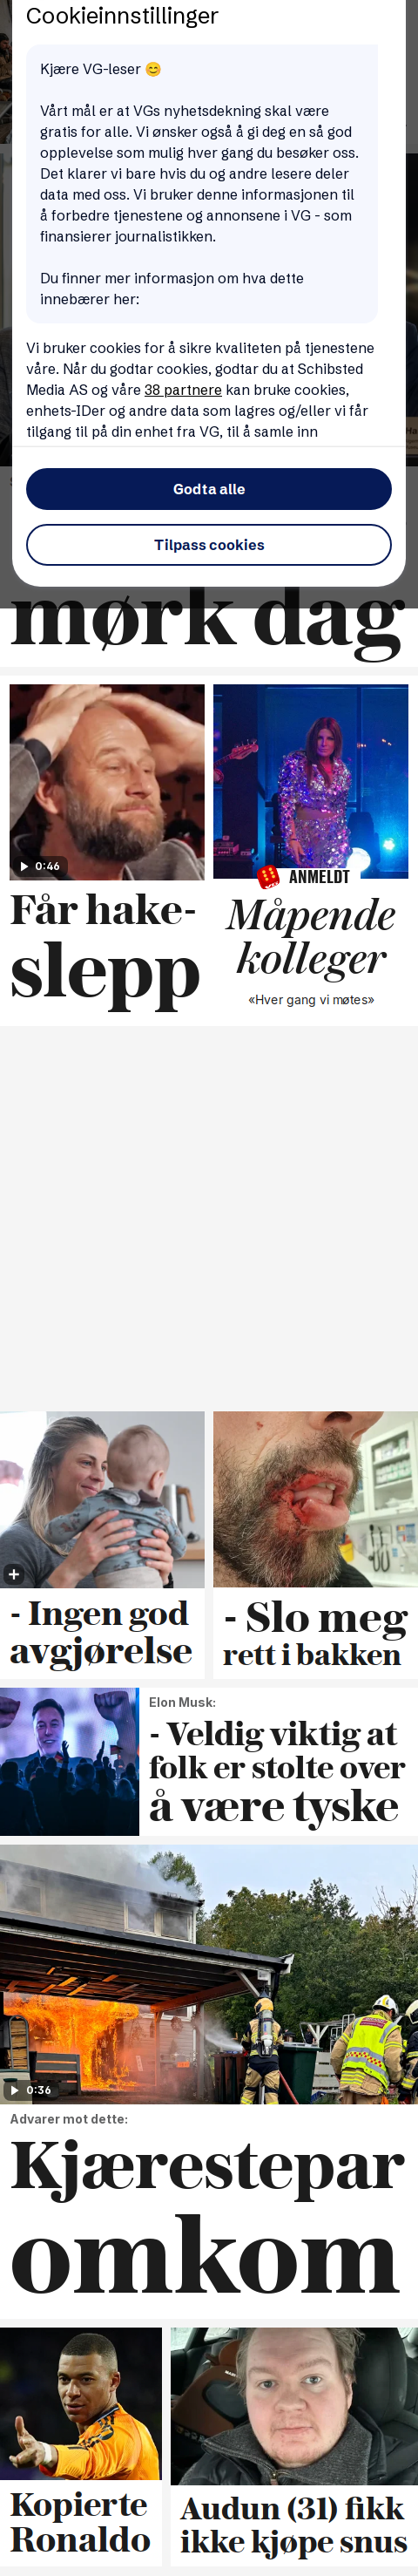 Cookieinnstillinger
Kjære VG-leser 😊
Vårt mål er at VGs nyhetsdekning skal være
gratis for alle. Vi ønsker også å gi deg en så god
opplevelse som mulig hver gang du besøker oss.
Det klarer vi bare hvis du og andre lesere deler
data med oss. Vi bruker denne informasjonen til
å forbedre tjenestene og annonsene i VG - som
finansierer journalistikken.
Du finner mer informasjon om hva dette
innebærer her:
Vi bruker cookies for å sikre kvaliteten på tjenestene
våre. Når du godtar cookies, godtar du at Schibsted
Media AS og våre 38 partnere kan bruke cookies,
enhets-IDer og andre data som lagres og/eller vi får
tilgang til på din enhet fra VG, til å samle inn
Godta alle
Tilpass cookies
mørk dag
0:46
Får hake-
slepp
ANMELDT
Måpende
kolleger
«Hver gang vi møtes»
- Ingen god
avgjørelse
- Slo meg
rett i bakken
Elon Musk:
- Veldig viktig at
folk er stolte over
å være tyske
0:36
Advarer mot dette:
Kjærestepar
omkom
Kopierte
Ronaldo
Audun (31) fikk
ikke kjøpe snus